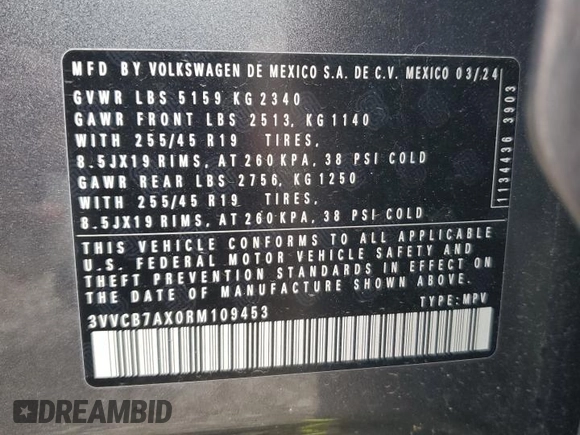 MFD BY VOLKSWAGEN DE MEXICO S.A. DE C.V. MEXICO 03/24
GVWR LBS 5159 KG 2340
GAWR FRONT LBS 2513, KG 1140
WITH 255/45 R19 TIRES,
8.5JX19 RIMS, AT 260 KPA, 38 PSI COLD
GAWR REAR LBS 2756, KG 1250
WITH 255/45 R19 TIRES,
8.5JX19 RIMS, AT 260 KPA, 38 PSI COLD
THIS VEHICLE CONFORMS TO ALL APPLICABLE
U.S. FEDERAL MOTOR VEHICLE SAFETY AND
THEFT PREVENTION STANDARDS IN EFFECT ON
THE DATE OF MANUFACTURE SHOWN ABOVE
3VVCB7AX0RM109453 TYPE: MPV
1134436 3903
DREAMBID